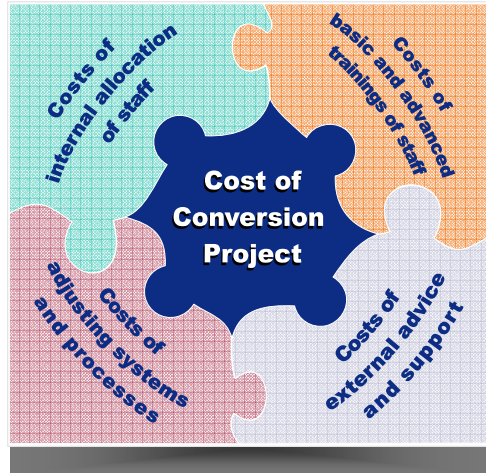 Costs of
internal allocation
of staff
Costs of
basic and advanced
trainings of staff
Cost of
Conversion
Project
Costs of
adjusting systems
and processes
Costs of
external advice
and support